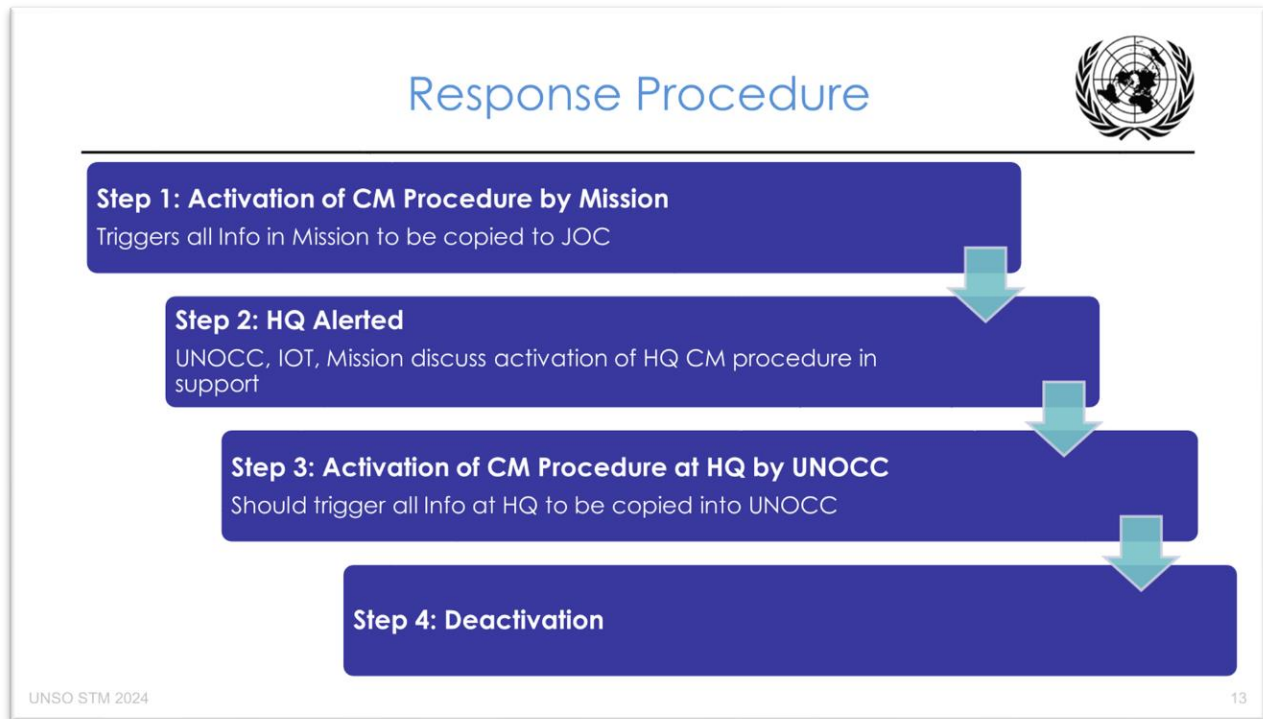 Response Procedure
Step 1: Activation of CM Procedure by Mission
Triggers all Info in Mission to be copied to JOC
Step 2: HQ Alerted
UNOCC, IOT, Mission discuss activation of HQ CM procedure in
support
Step 3: Activation of CM Procedure at HQ by UNOCC
Should trigger all Info at HQ to be copied into UNOCC
Step 4: Deactivation
UNSO STM 2024
13